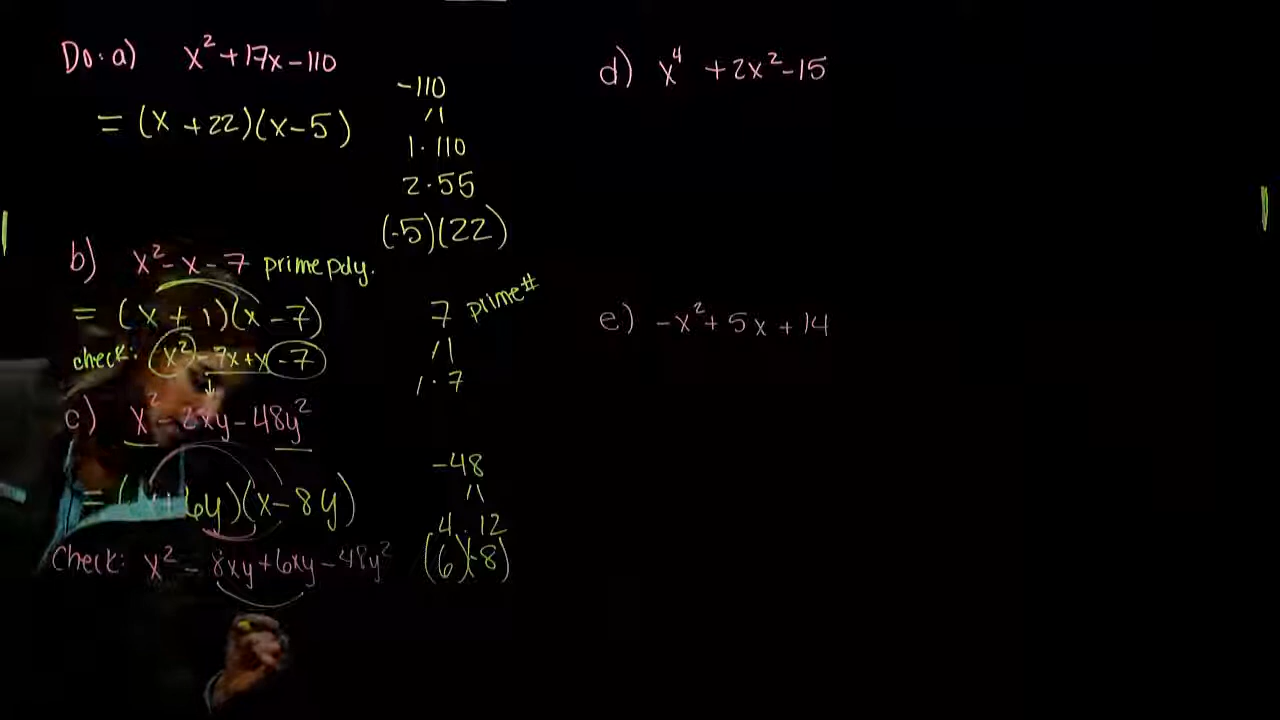 Do: a) x² + 17x - 110
= (x + 22)(x - 5)
-110
1 · 110
2 · 55
(-5)(22)
b) x² - x - 7 prime poly.
= (x + 1)(x - 7)
check: x² - 7x + x - 7
7 prime #
1 · 7
c) x² - 2xy - 48y²
= ( 6y)(x - 8y)
Check: x² - 8xy + 6xy - 48y²
-48
4 · 12
(6)(-8)
d) x⁴ + 2x² - 15
e) -x² + 5x + 14